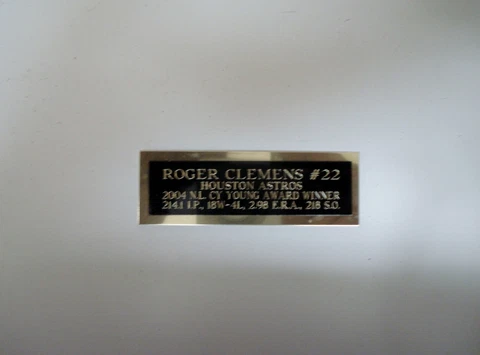 ROGER CLEMENS #22
HOUSTON ASTROS
2004 N.L. CY YOUNG AWARD WINNER
214.1 I.P., 18W-4L, 2.98 E.R.A., 218 S.O.